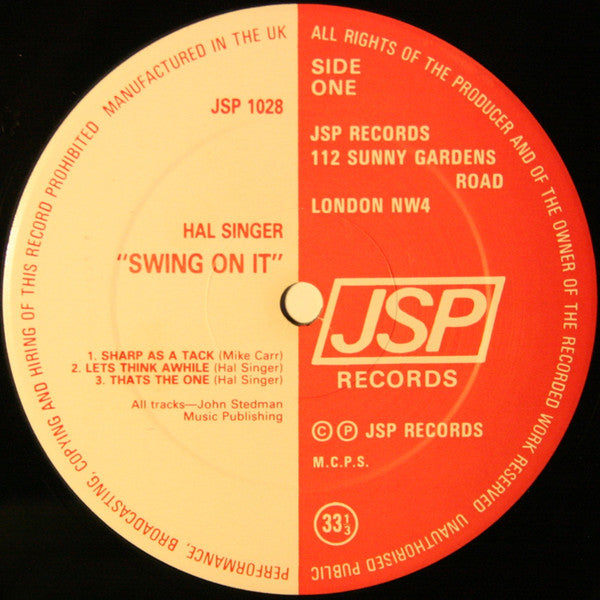 MANUFACTURED IN THE UK ALL RIGHTS OF THE PRODUCER AND OF THE OWNER OF THE RECORDED WORK RESERVED UNAUTHORISED PUBLIC PERFORMANCE, BROADCASTING, COPYING AND HIRING OF THIS RECORD PROHIBITED
JSP 1028
HAL SINGER
"SWING ON IT"
1. SHARP AS A TACK (Mike Carr)
2. LETS THINK AWHILE (Hal Singer)
3. THATS THE ONE (Hal Singer)
All tracks—John Stedman
Music Publishing
SIDE
ONE
JSP RECORDS
112 SUNNY GARDENS
ROAD
LONDON NW4
JSP
RECORDS
© ℗ JSP RECORDS
M.C.P.S.
33⅓